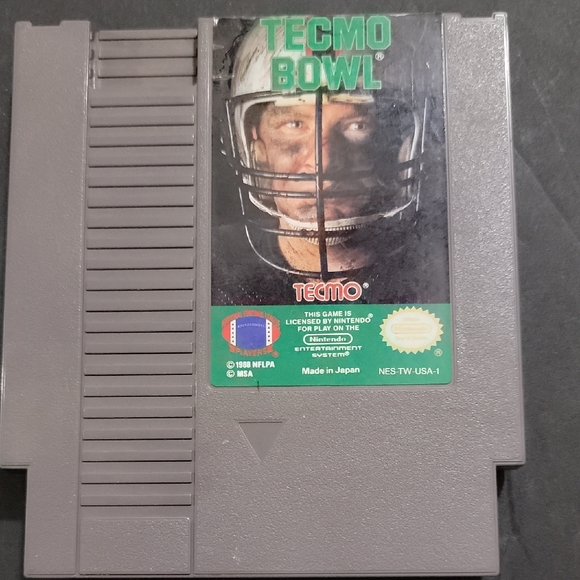 TECMO
BOWL®
TECMO®
THIS GAME IS
LICENSED BY NINTENDO®
FOR PLAY ON THE
Nintendo
ENTERTAINMENT
SYSTEM®
PLAYERS
© 1988 NFLPA
© MSA
Made in Japan
NES-TW-USA-1
®